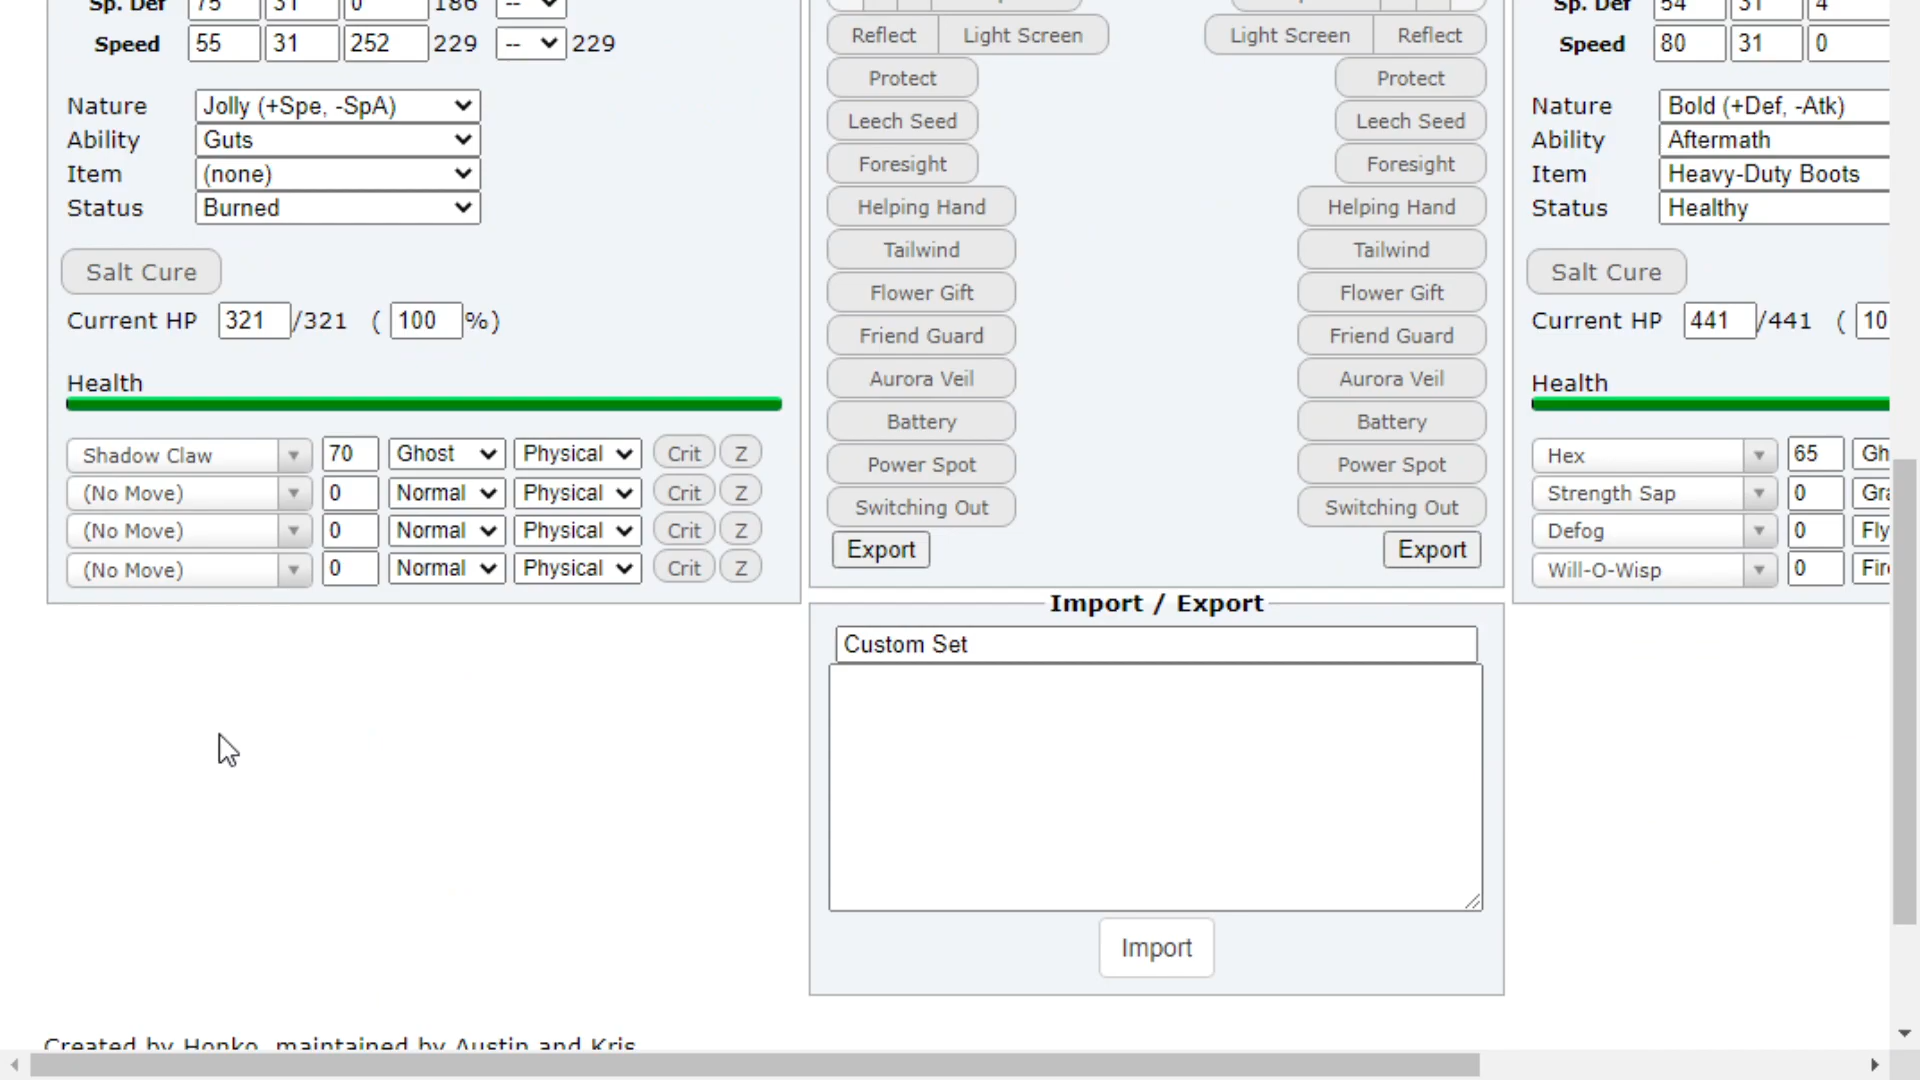 Sp. Def 75 31 0 186 --
Speed 55 31 252 229 -- 229
Nature Jolly (+Spe, -SpA)
Ability Guts
Item (none)
Status Burned
Salt Cure
Current HP 321 /321 ( 100 %)
Health
Shadow Claw 70 Ghost Physical Crit Z
(No Move) 0 Normal Physical Crit Z
(No Move) 0 Normal Physical Crit Z
(No Move) 0 Normal Physical Crit Z
Reflect Light Screen Light Screen Reflect
Protect Protect
Leech Seed Leech Seed
Foresight Foresight
Helping Hand Helping Hand
Tailwind Tailwind
Flower Gift Flower Gift
Friend Guard Friend Guard
Aurora Veil Aurora Veil
Battery Battery
Power Spot Power Spot
Switching Out Switching Out
Export Export
Import / Export
Custom Set
Import
Sp. Def 54 31 4
Speed 80 31 0
Nature Bold (+Def, -Atk)
Ability Aftermath
Item Heavy-Duty Boots
Status Healthy
Salt Cure
Current HP 441 /441 ( 10
Health
Hex 65 Gh
Strength Sap 0 Gra
Defog 0 Fly
Will-O-Wisp 0 Fire
Created by Honko, maintained by Austin and Kris